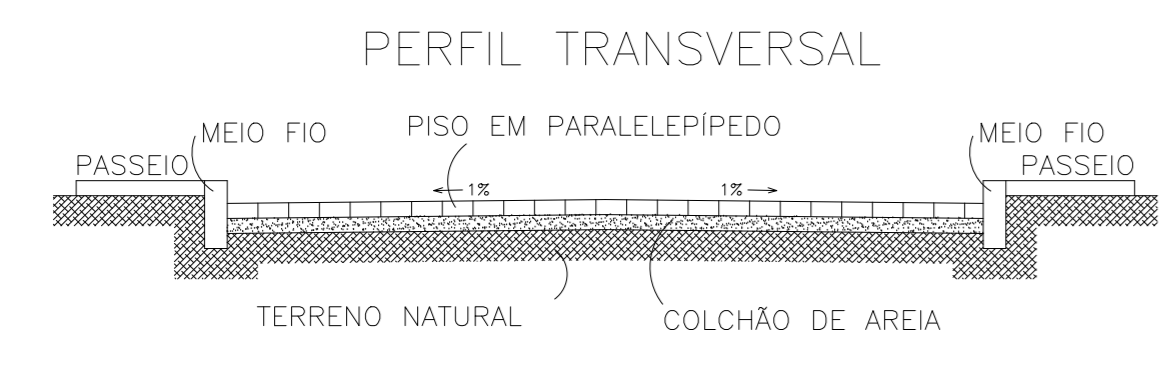 PERFIL TRANSVERSAL
MEIO FIO
PISO EM PARALELEPÍPEDO
MEIO FIO
PASSEIO
PASSEIO
1%
1%
TERRENO NATURAL
COLCHÃO DE AREIA